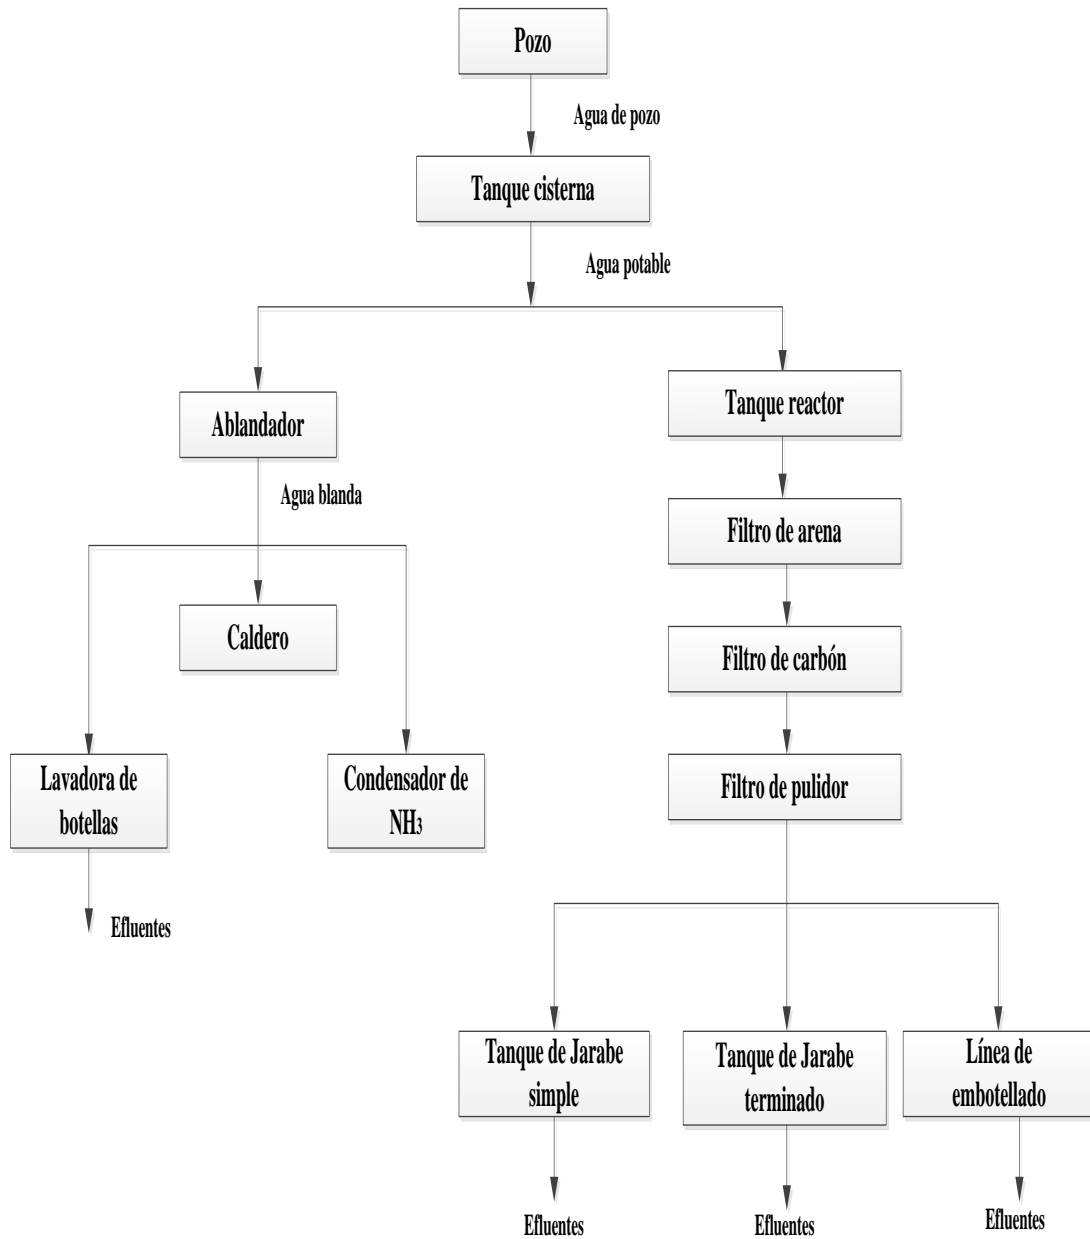 Pozo
Agua de pozo
Tanque cisterna
Agua potable
Ablandador
Agua blanda
Caldero
Lavadora de
botellas
Condensador de
NH₃
Efluentes
Tanque reactor
Filtro de arena
Filtro de carbón
Filtro de pulidor
Tanque de Jarabe
simple
Tanque de Jarabe
terminado
Línea de
embotellado
Efluentes
Efluentes
Efluentes